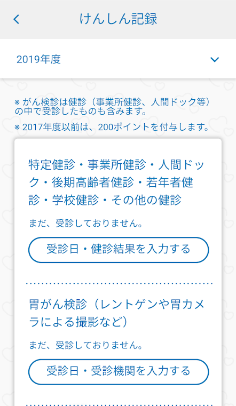 けんしん記録
2019年度
※ がん検診は健診（事業所健診、人間ドック等）
の中で受診したものも含みます。
※ 2017年度以前は、200ポイントを付与します。
特定健診・事業所健診・人間ドッ
ク・後期高齢者健診・若年者健
診・学校健診・その他の健診
まだ、受診しておりません。
受診日・健診結果を入力する
胃がん検診（レントゲンや胃カメ
ラによる撮影など）
まだ、受診しておりません。
受診日・受診機関を入力する